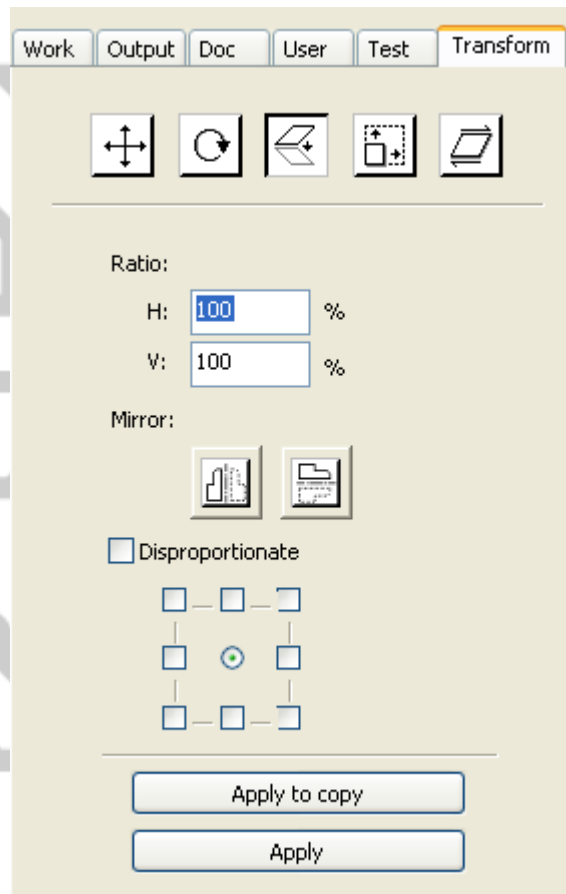 Work Output Doc User Test Transform
Ratio:
H: 100 %
V: 100 %
Mirror:
Disproportionate
Apply to copy
Apply